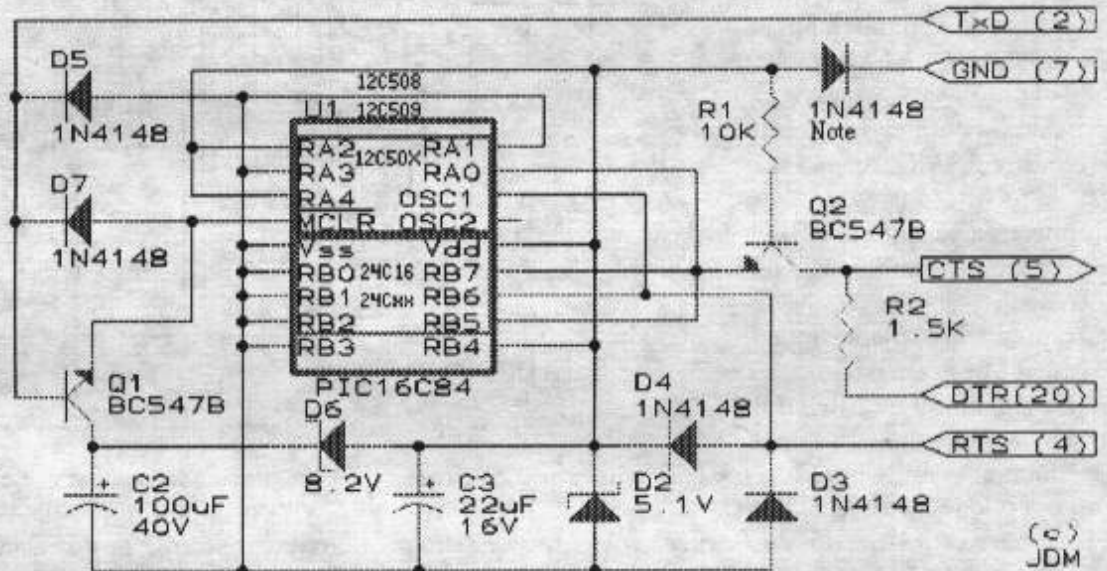 TxD (2)
D5
1N4148
12C508
12C509
U1
R1
10K
1N4148
Note
GND (7)
RA2
12C50X
RA1
RA3
RA0
RA4
OSC1
MCLR
OSC2
D7
1N4148
Q2
BC547B
Vss
Vdd
RB0
24C16
RB7
RB1
24Cxx
RB6
RB2
RB5
RB3
RB4
PIC16C84
CTS (5)
R2
1.5K
Q1
BC547B
D6
8.2V
D4
1N4148
DTR(20)
RTS (4)
+
C2
100uF
40V
+
C3
22uF
16V
D2
5.1V
D3
1N4148
(c)
JDM